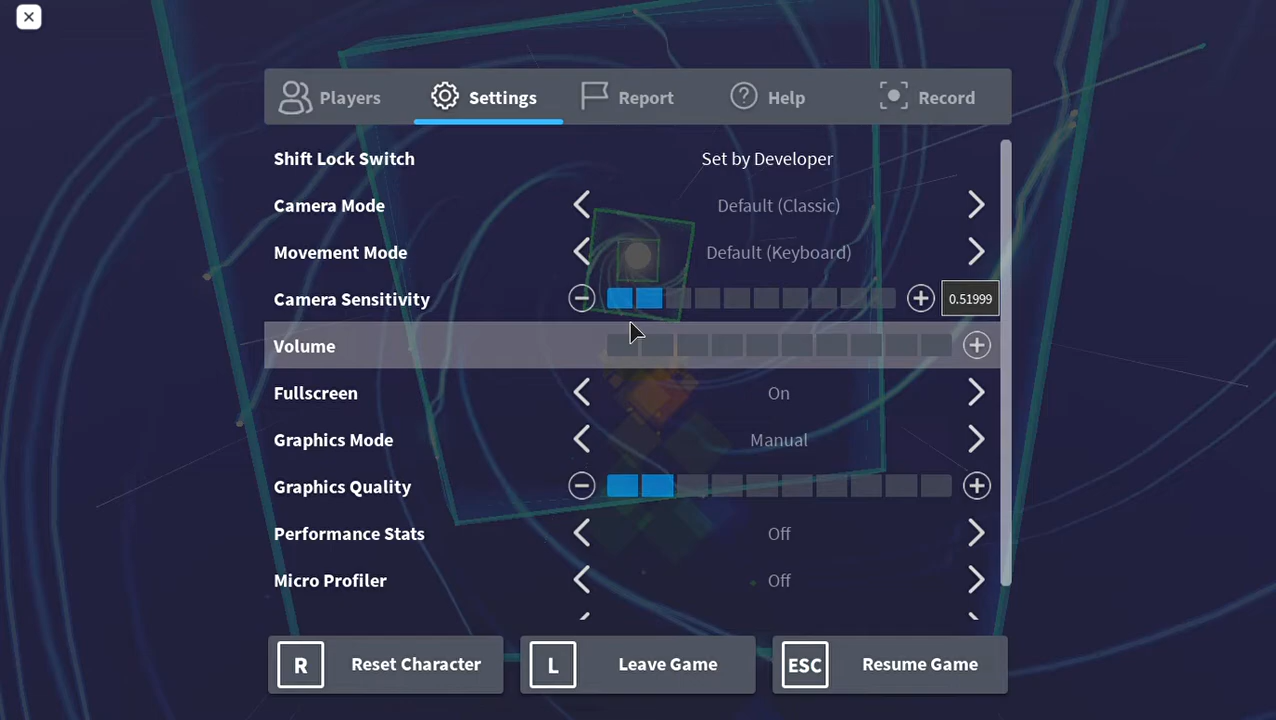 Players Settings Report Help Record
Shift Lock Switch Set by Developer
Camera Mode Default (Classic)
Movement Mode Default (Keyboard)
Camera Sensitivity 0.51999
Volume
Fullscreen On
Graphics Mode Manual
Graphics Quality
Performance Stats Off
Micro Profiler Off
R Reset Character L Leave Game ESC Resume Game